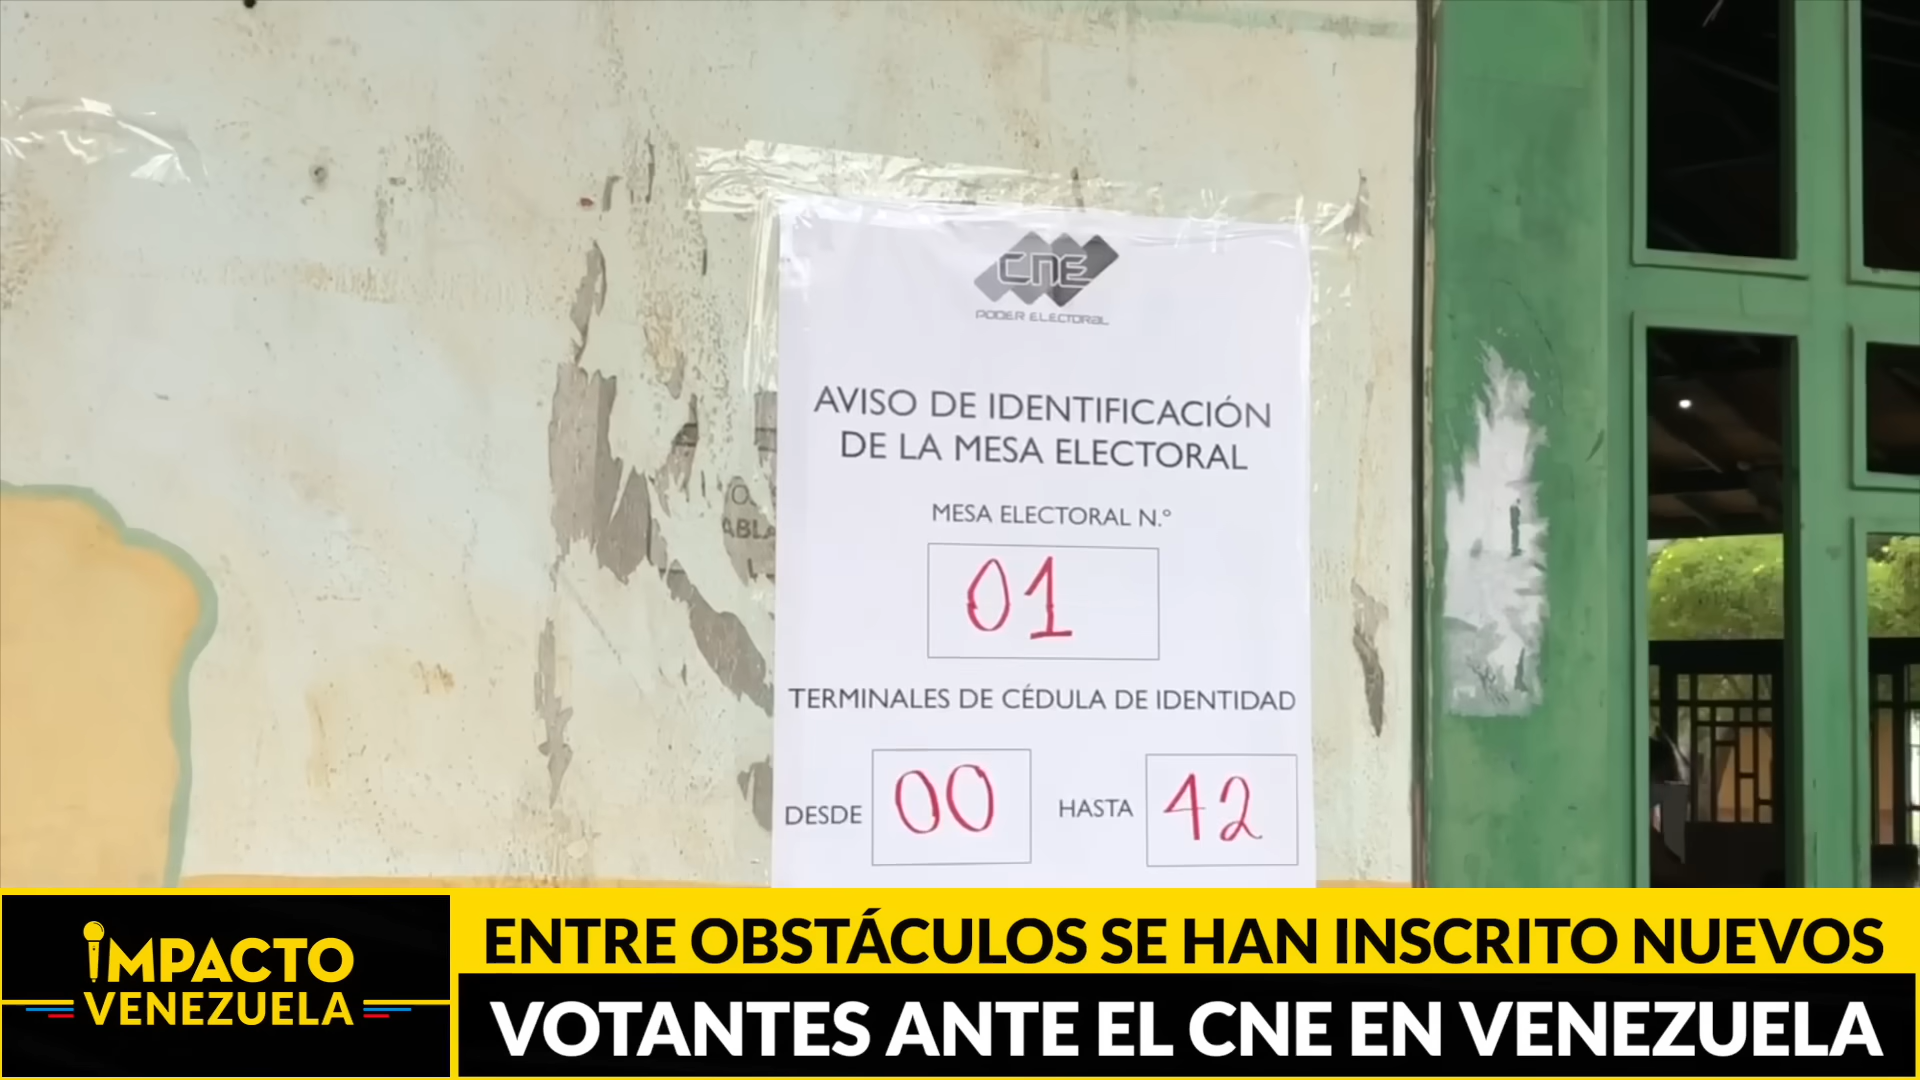 CNE
PODER ELECTORAL
AVISO DE IDENTIFICACIÓN
DE LA MESA ELECTORAL
MESA ELECTORAL N.º
01
TERMINALES DE CÉDULA DE IDENTIDAD
DESDE 00 HASTA 42
IMPACTO
VENEZUELA
ENTRE OBSTÁCULOS SE HAN INSCRITO NUEVOS
VOTANTES ANTE EL CNE EN VENEZUELA